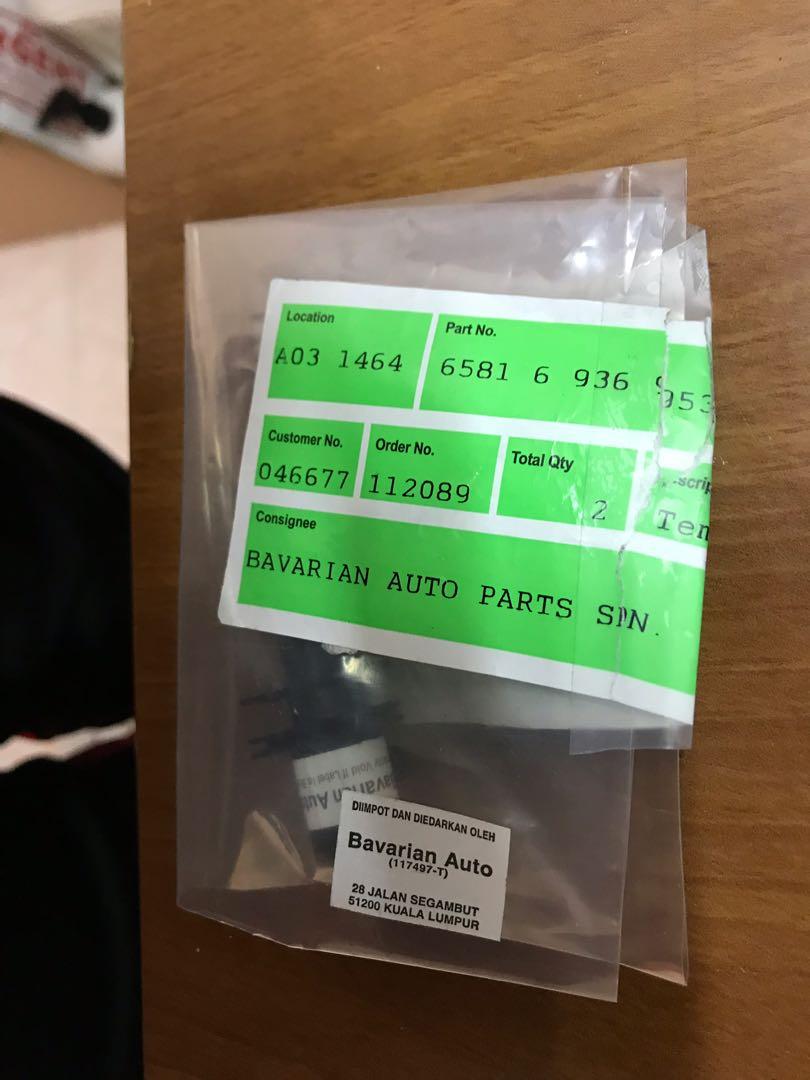 Location
A03 1464
Part No.
6581 6 936 953
Customer No.
046677
Order No.
112089
Total Qty
2
Consignee
BAVARIAN AUTO PARTS SDN.
DIIMPOT DAN DIEDARKAN OLEH
Bavarian Auto
(117497-T)
28 JALAN SEGAMBUT
51200 KUALA LUMPUR